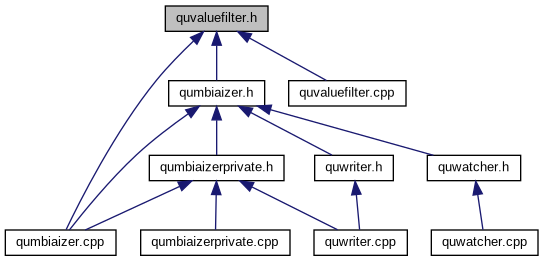 quvaluefilter.h
qumbiaizer.h
quvaluefilter.cpp
qumbiaizerprivate.h
quwriter.h
quwatcher.h
qumbiaizer.cpp
qumbiaizerprivate.cpp
quwriter.cpp
quwatcher.cpp